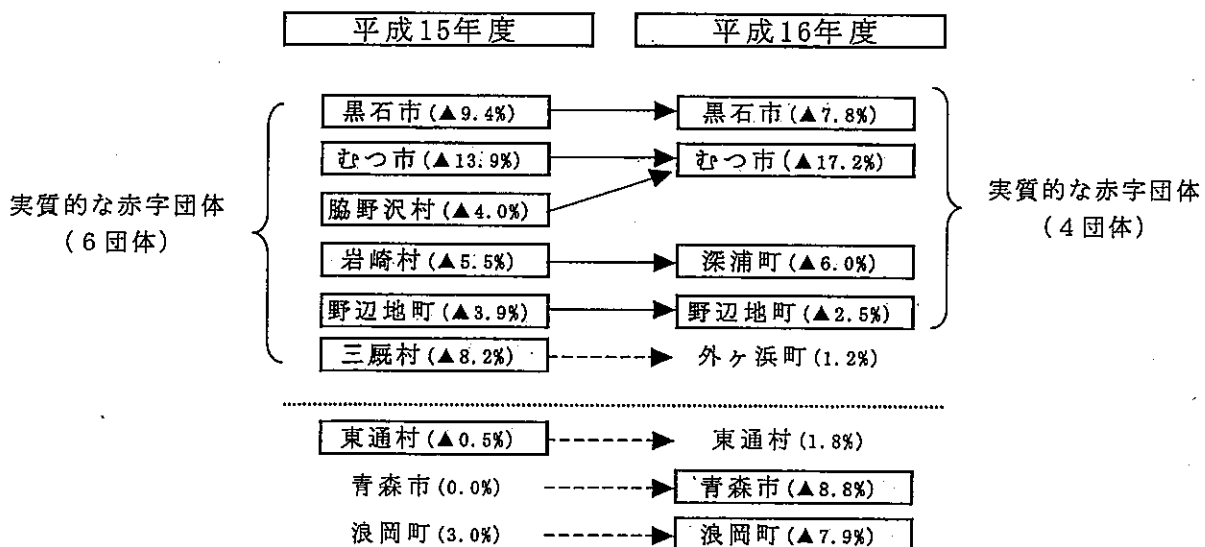 平成15年度 平成16年度
黒石市(▲9.4%) 黒石市(▲7.8%)
むつ市(▲13.9%) むつ市(▲17.2%)
脇野沢村(▲4.0%)
実質的な赤字団体
(6団体)
実質的な赤字団体
(4団体)
岩崎村(▲5.5%) 深浦町(▲6.0%)
野辺地町(▲3.9%) 野辺地町(▲2.5%)
三厩村(▲8.2%) 外ヶ浜町(1.2%)
東通村(▲0.5%) 東通村(1.8%)
青森市(0.0%) 青森市(▲8.8%)
浪岡町(3.0%) 浪岡町(▲7.9%)